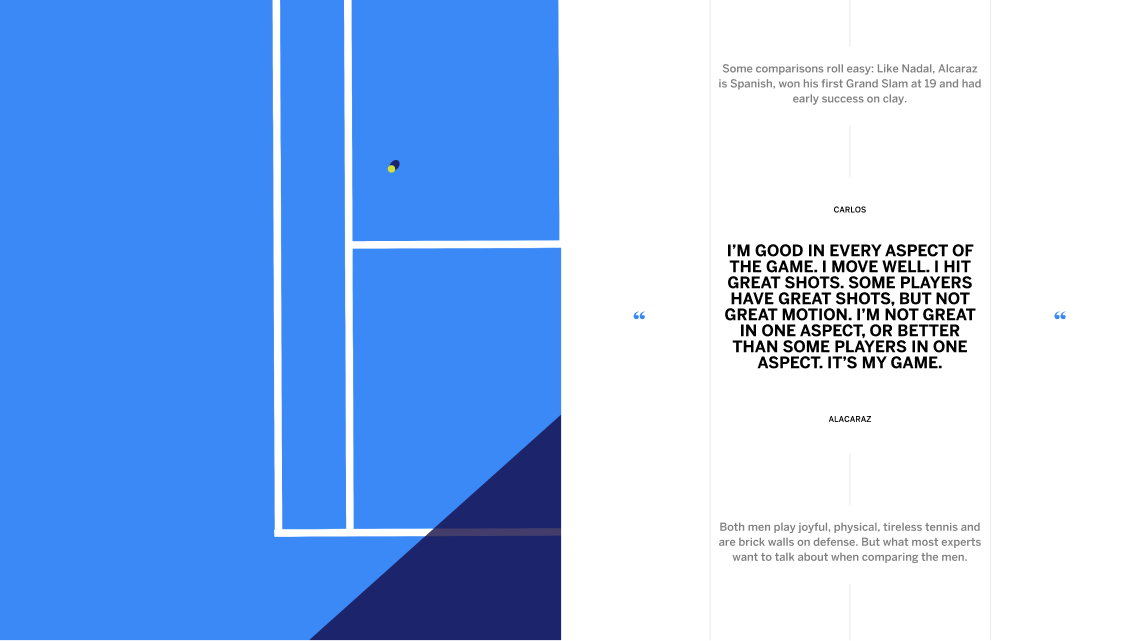 Some comparisons roll easy: Like Nadal, Alcaraz
is Spanish, won his first Grand Slam at 19 and had
early success on clay.
CARLOS
I’M GOOD IN EVERY ASPECT OF
THE GAME. I MOVE WELL. I HIT
GREAT SHOTS. SOME PLAYERS
HAVE GREAT SHOTS, BUT NOT
GREAT MOTION. I’M NOT GREAT
IN ONE ASPECT, OR BETTER
THAN SOME PLAYERS IN ONE
ASPECT. IT’S MY GAME.
“ “
ALACARAZ
Both men play joyful, physical, tireless tennis and
are brick walls on defense. But what most experts
want to talk about when comparing the men.